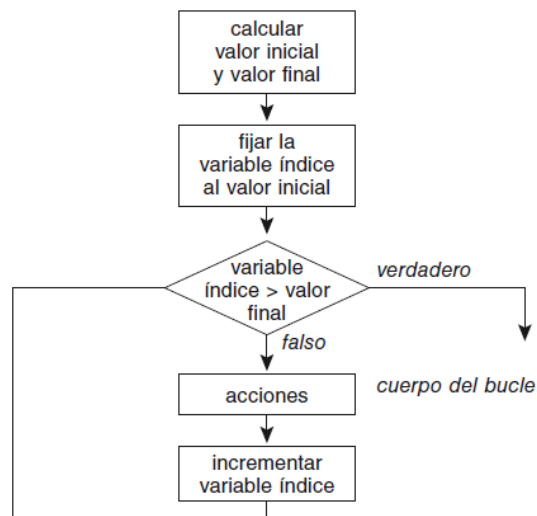 calcular
valor inicial
y valor final
fijar la
variable índice
al valor inicial
variable
índice > valor
final
verdadero
falso
acciones
cuerpo del bucle
incrementar
variable índice